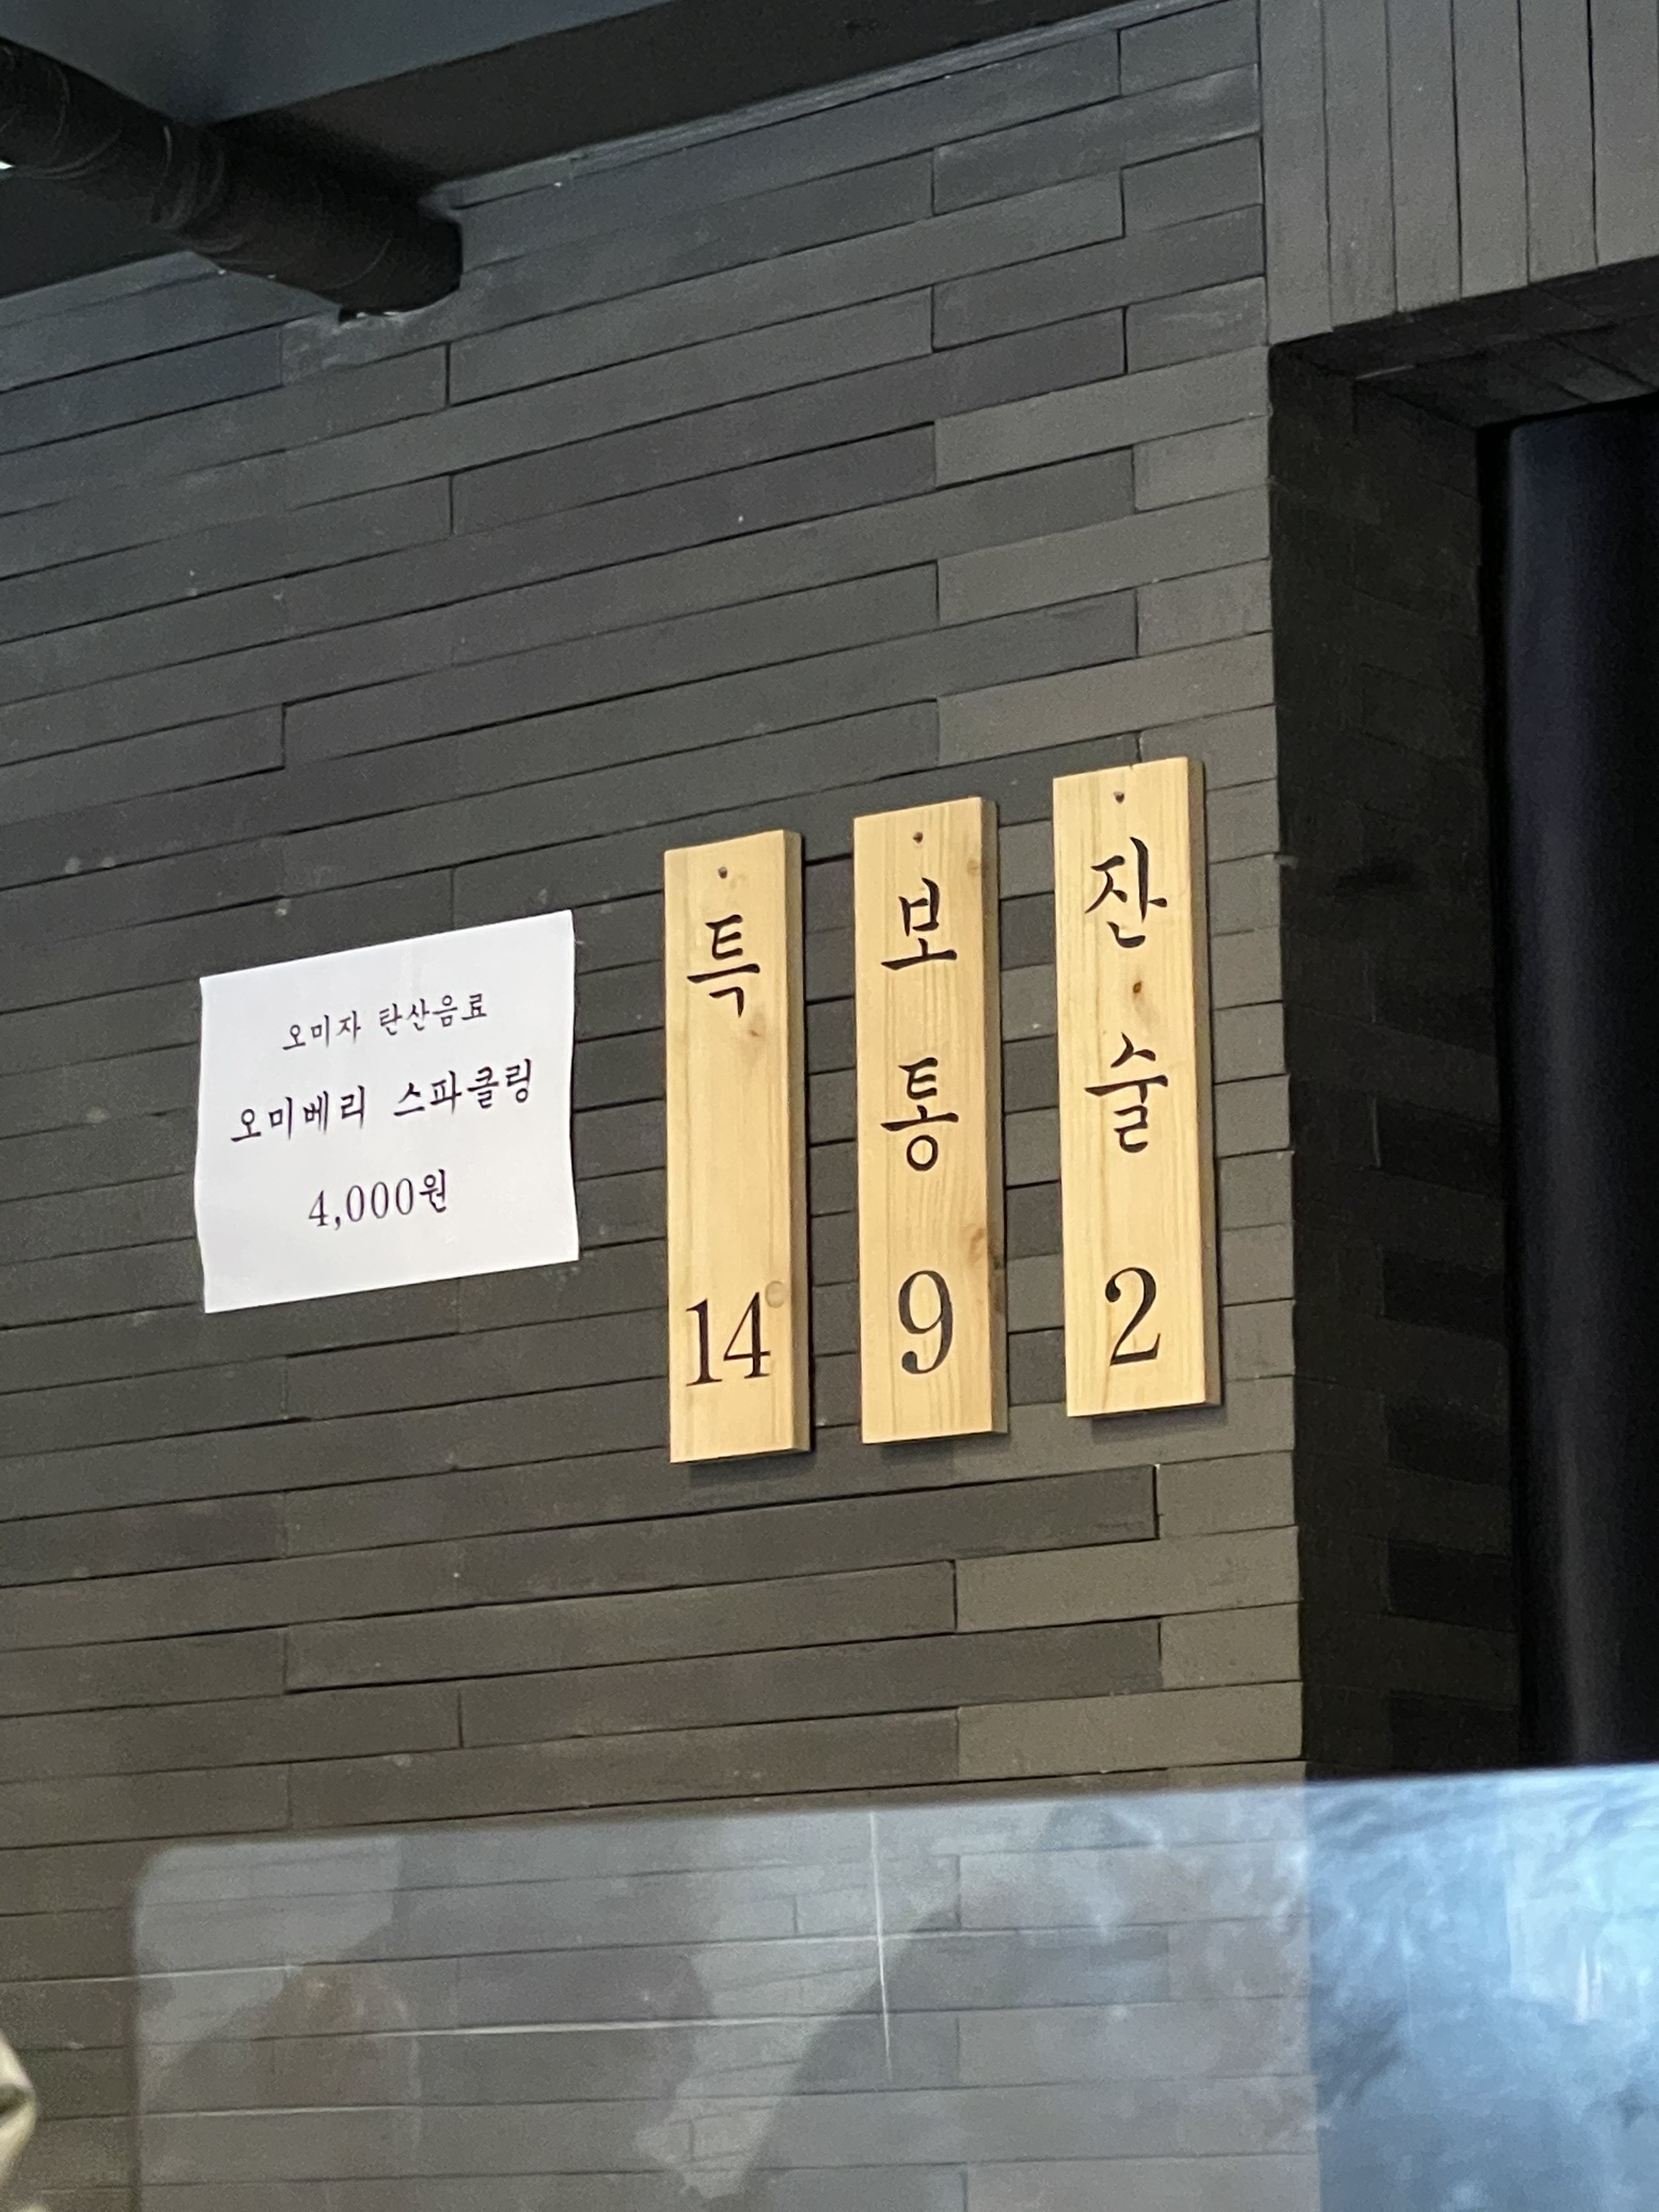 오미자 탄산음료
오미베리 스파클링
4,000원
특
14
보통
9
잔술
2